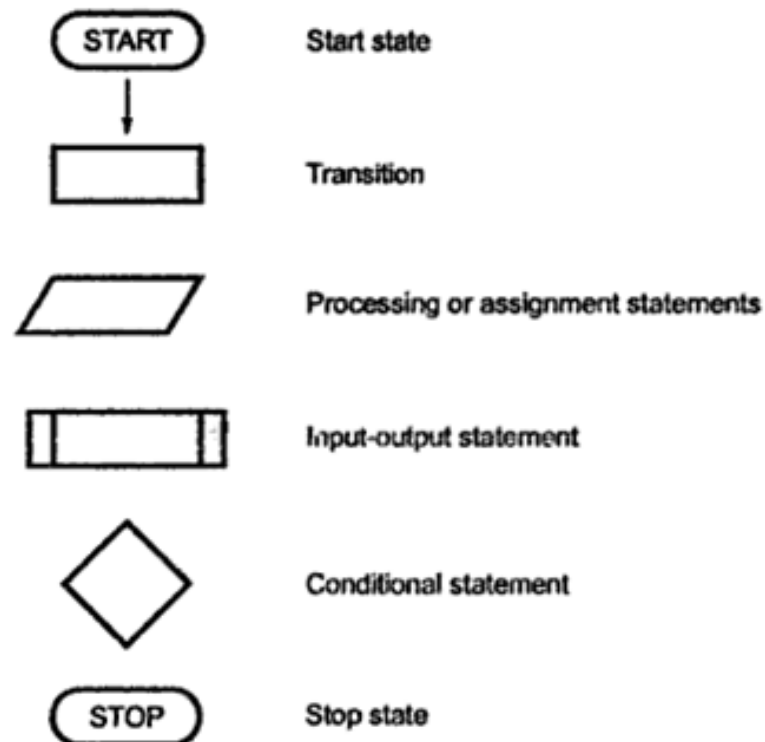 START Start state
Transition
Processing or assignment statements
Input-output statement
Conditional statement
STOP Stop state